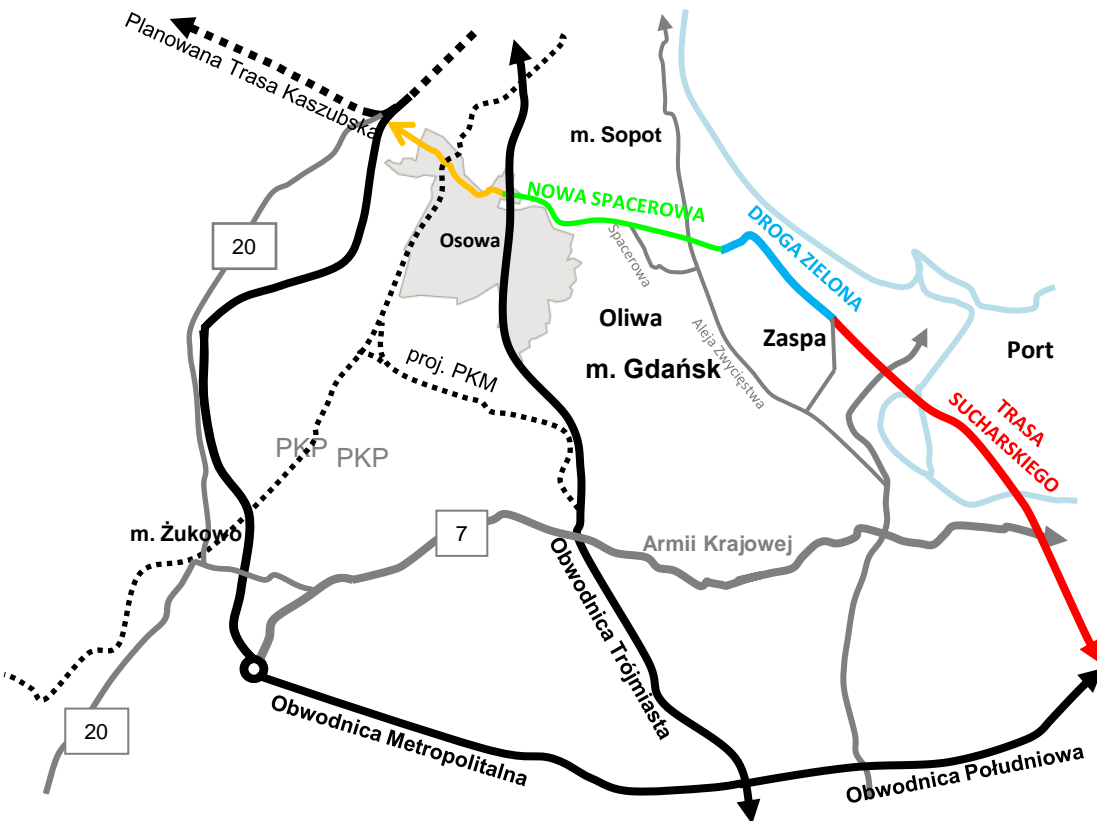 Planowana Trasa Kaszubska
m. Sopot
NOWA SPACEROWA
DROGA ZIELONA
20
Osowa
Spacerowa
Oliwa
Aleja Zwycięstwa
Zaspa
Port
m. Gdańsk
proj. PKM
TRASA
SUCHARSKIEGO
PKP
PKP
m. Żukowo
7
Armii Krajowej
Obwodnica Trójmiasta
20
Obwodnica Metropolitalna
Obwodnica Południowa